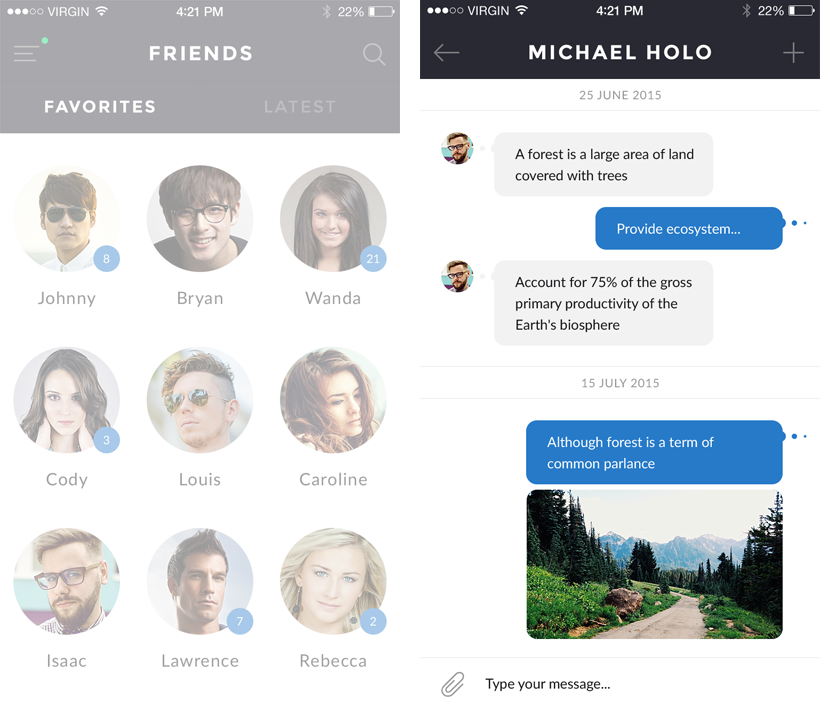 VIRGIN 4:21 PM 22%
FRIENDS
FAVORITES LATEST
8 21
Johnny Bryan Wanda
3
Cody Louis Caroline
7 2
Isaac Lawrence Rebecca
VIRGIN 4:21 PM 22%
MICHAEL HOLO
25 JUNE 2015
A forest is a large area of land
covered with trees
Provide ecosystem...
Account for 75% of the gross
primary productivity of the
Earth's biosphere
15 JULY 2015
Although forest is a term of
common parlance
Type your message...